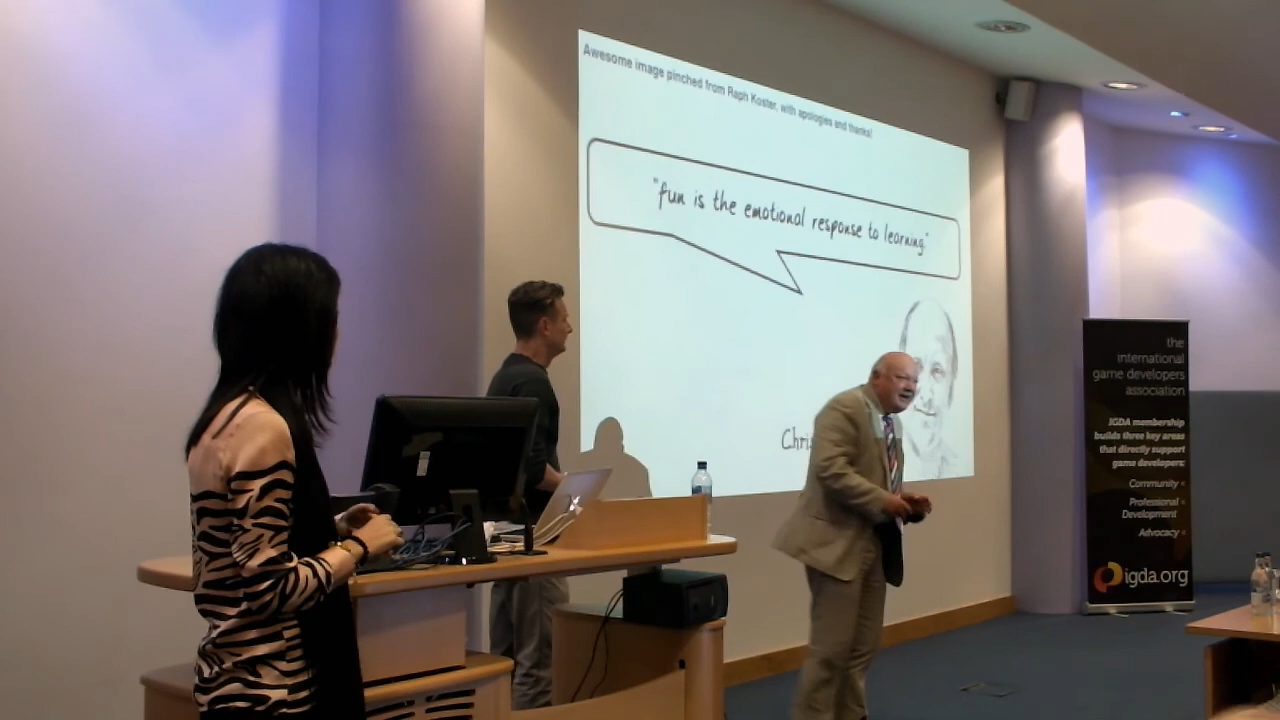 Awesome image pinched from Raph Koster, with apologies and thanks!
"fun is the emotional response to learning."
Chris
the
international
game developers
association
IGDA membership
builds three key areas
that directly support
game developers:
Community
Professional
Development
Advocacy
igda.org